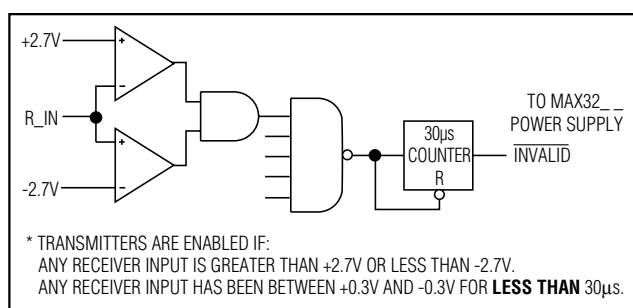 +2.7V
+
-
R_IN
+
-
-2.7V
30µs
COUNTER
R
TO MAX32_ _
POWER SUPPLY
INVALID
* TRANSMITTERS ARE ENABLED IF:
ANY RECEIVER INPUT IS GREATER THAN +2.7V OR LESS THAN -2.7V.
ANY RECEIVER INPUT HAS BEEN BETWEEN +0.3V AND -0.3V FOR LESS THAN 30µs.